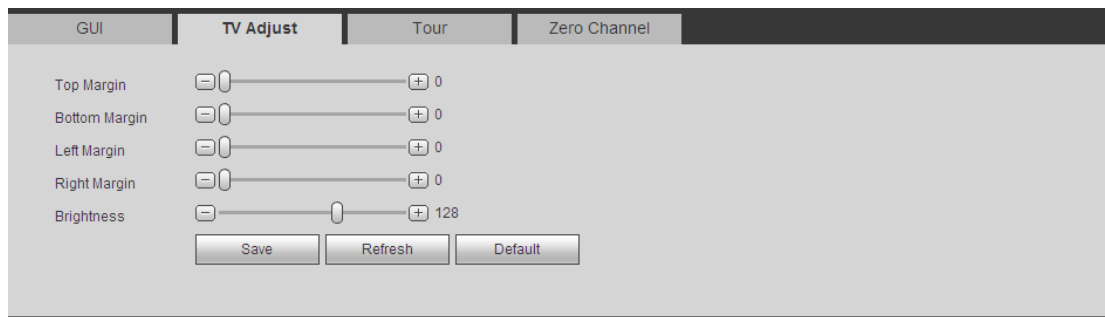 GUI TV Adjust Tour Zero Channel
Top Margin 0
Bottom Margin 0
Left Margin 0
Right Margin 0
Brightness 128
Save Refresh Default